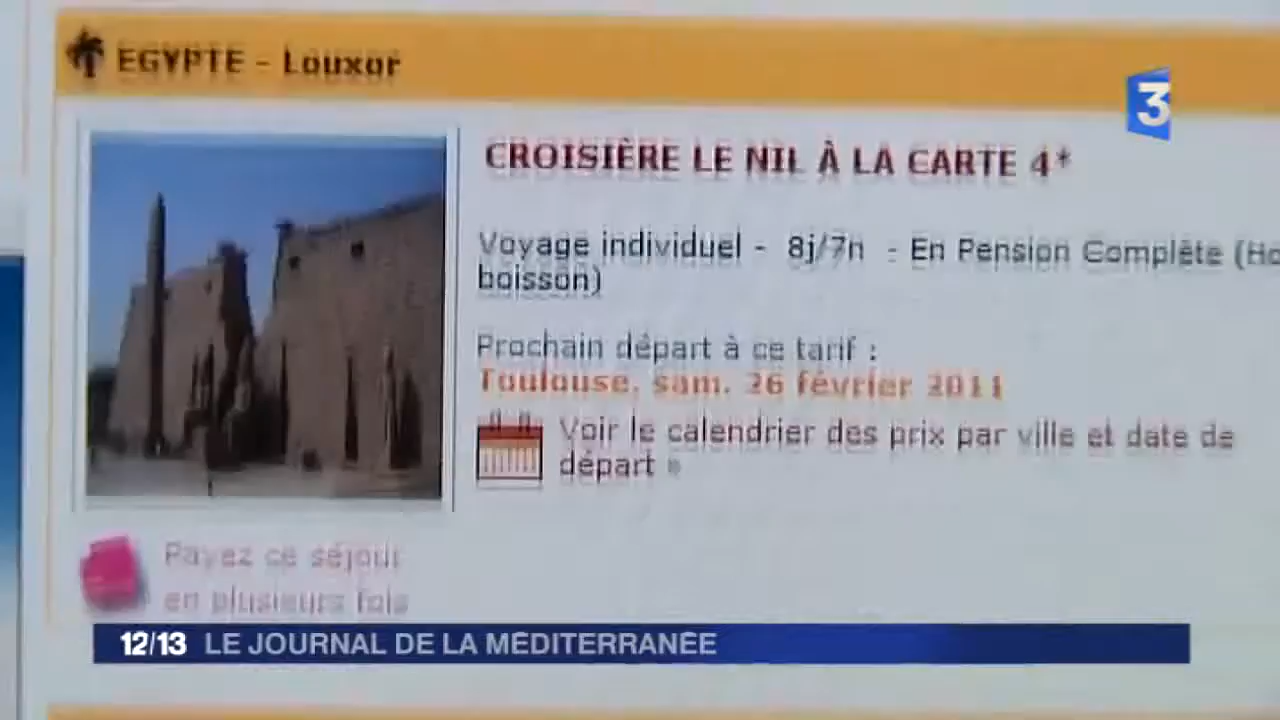 EGYPTE - Louxor
3
CROISIÈRE LE NIL À LA CARTE 4*
Voyage individuel - 8j/7n - En Pension Complète (Ho
boisson)
Prochain départ à ce tarif :
Toulouse, sam. 26 février 2011
Voir le calendrier des prix par ville et date de
départ »
Payez ce séjour
en plusieurs fois
12/13 LE JOURNAL DE LA MÉDITERRANÉE